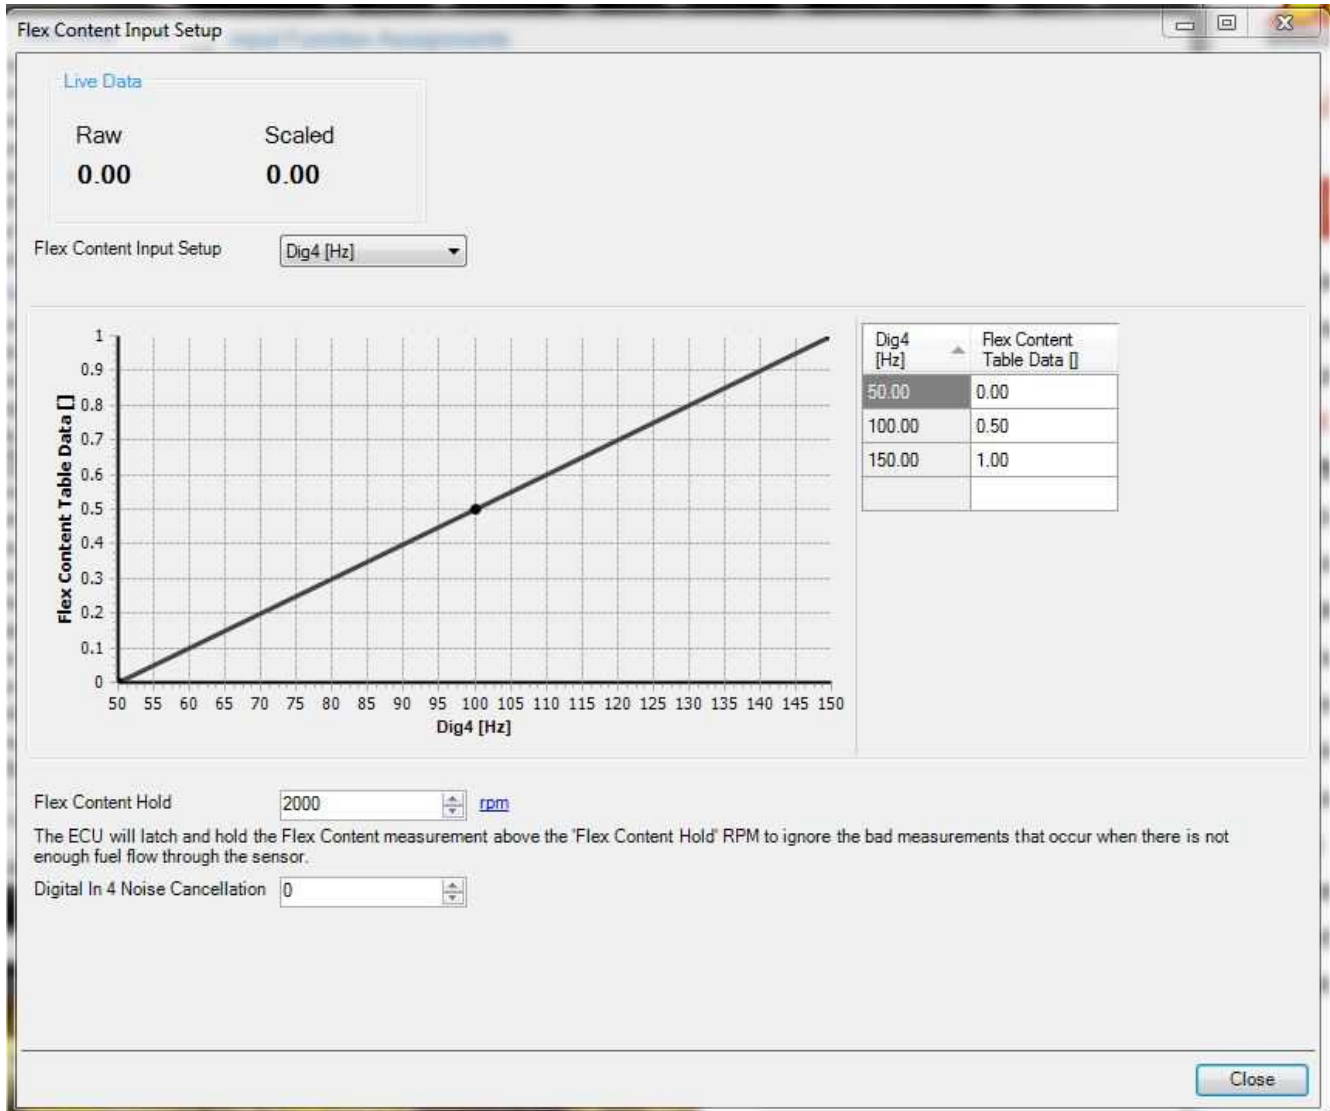 Flex Content Input Setup
Input Function Assignments
Live Data
Raw Scaled
0.00 0.00
Flex Content Input Setup Dig4 [Hz]
Flex Content Table Data []
1
0.9
0.8
0.7
0.6
0.5
0.4
0.3
0.2
0.1
0
50 55 60 65 70 75 80 85 90 95 100 105 110 115 120 125 130 135 140 145 150
Dig4 [Hz]
Dig4 [Hz] Flex Content Table Data []
50.00 0.00
100.00 0.50
150.00 1.00
Flex Content Hold 2000 rpm
The ECU will latch and hold the Flex Content measurement above the 'Flex Content Hold' RPM to ignore the bad measurements that occur when there is not
enough fuel flow through the sensor.
Digital In 4 Noise Cancellation 0
Close